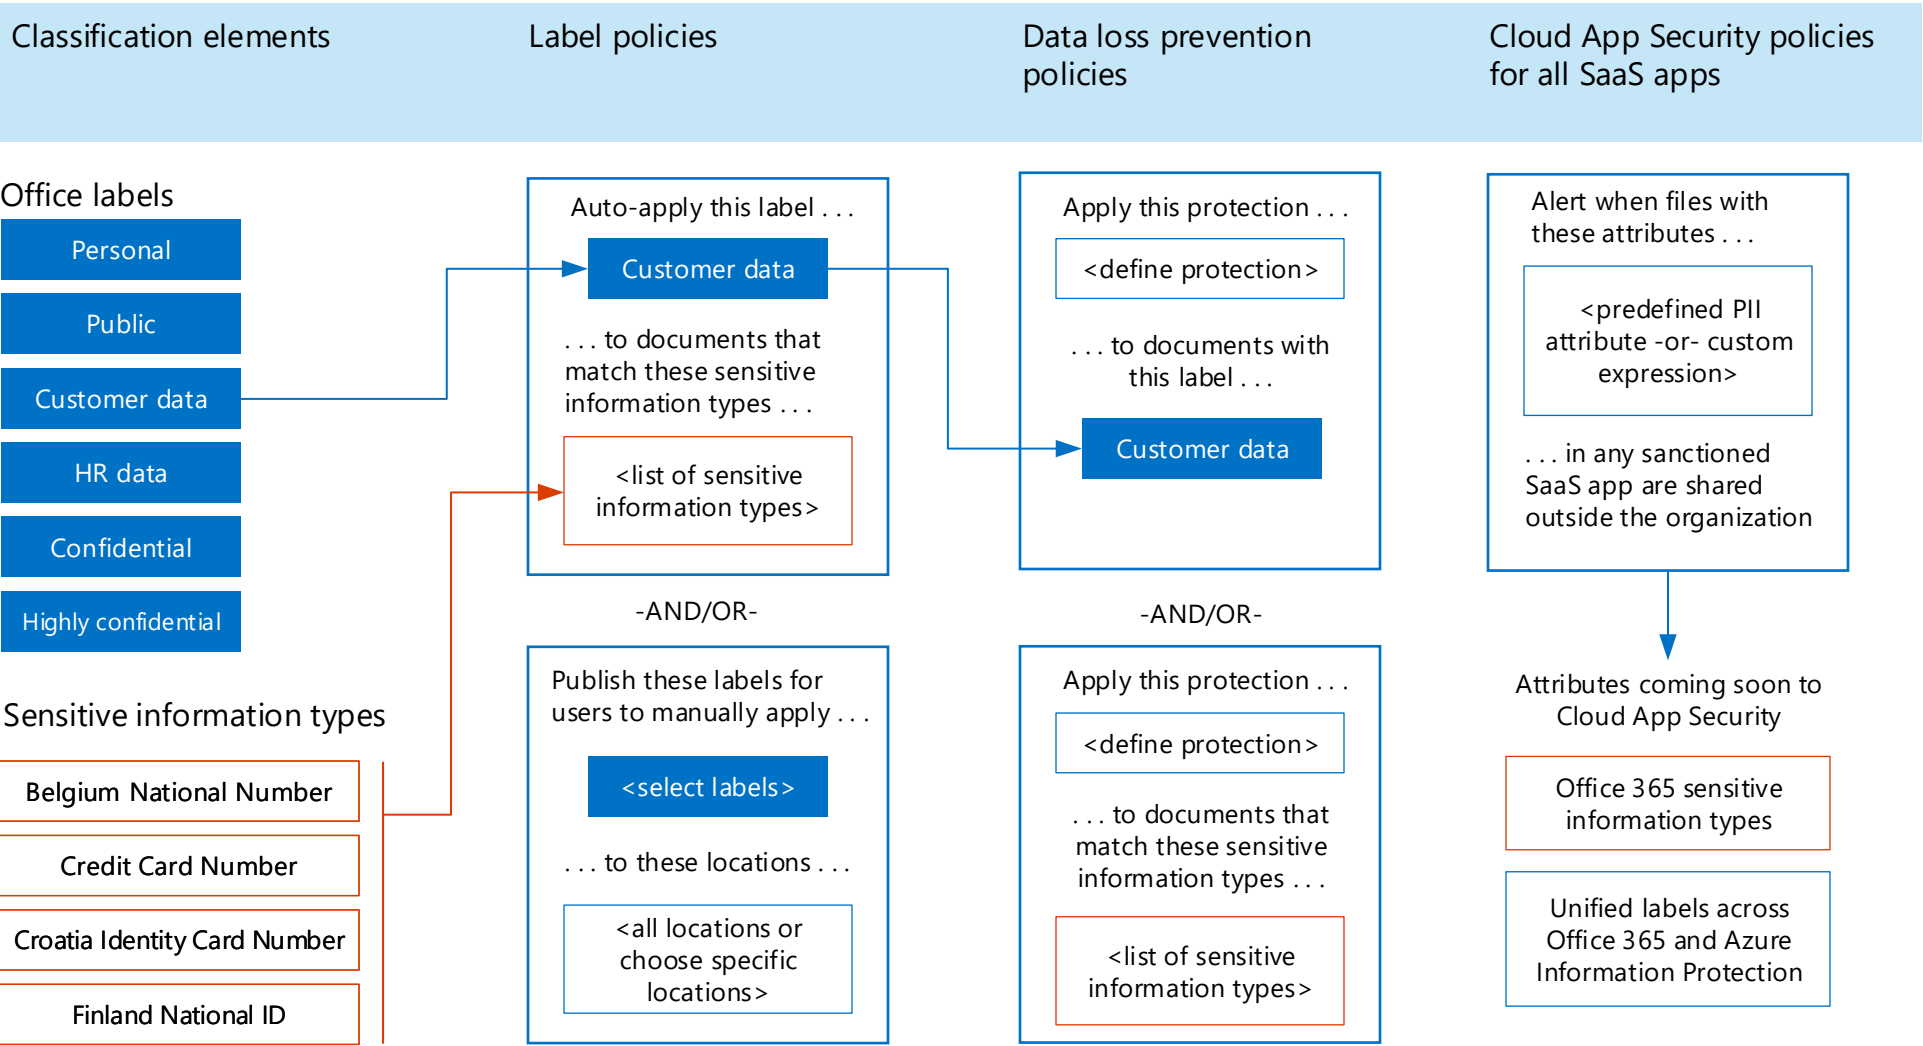 Classification elements
Label policies
Data loss prevention
policies
Cloud App Security policies
for all SaaS apps
Office labels
Personal
Public
Customer data
HR data
Confidential
Highly confidential
Sensitive information types
Belgium National Number
Credit Card Number
Croatia Identity Card Number
Finland National ID
Auto-apply this label . . .
Customer data
. . . to documents that
match these sensitive
information types . . .
<list of sensitive
information types>
-AND/OR-
Publish these labels for
users to manually apply . . .
<select labels>
. . . to these locations . . .
<all locations or
choose specific
locations>
Apply this protection . . .
<define protection>
. . . to documents with
this label . . .
Customer data
-AND/OR-
Apply this protection . . .
<define protection>
. . . to documents that
match these sensitive
information types . . .
<list of sensitive
information types>
Alert when files with
these attributes . . .
<predefined PII
attribute -or- custom
expression>
. . . in any sanctioned
SaaS app are shared
outside the organization
Attributes coming soon to
Cloud App Security
Office 365 sensitive
information types
Unified labels across
Office 365 and Azure
Information Protection